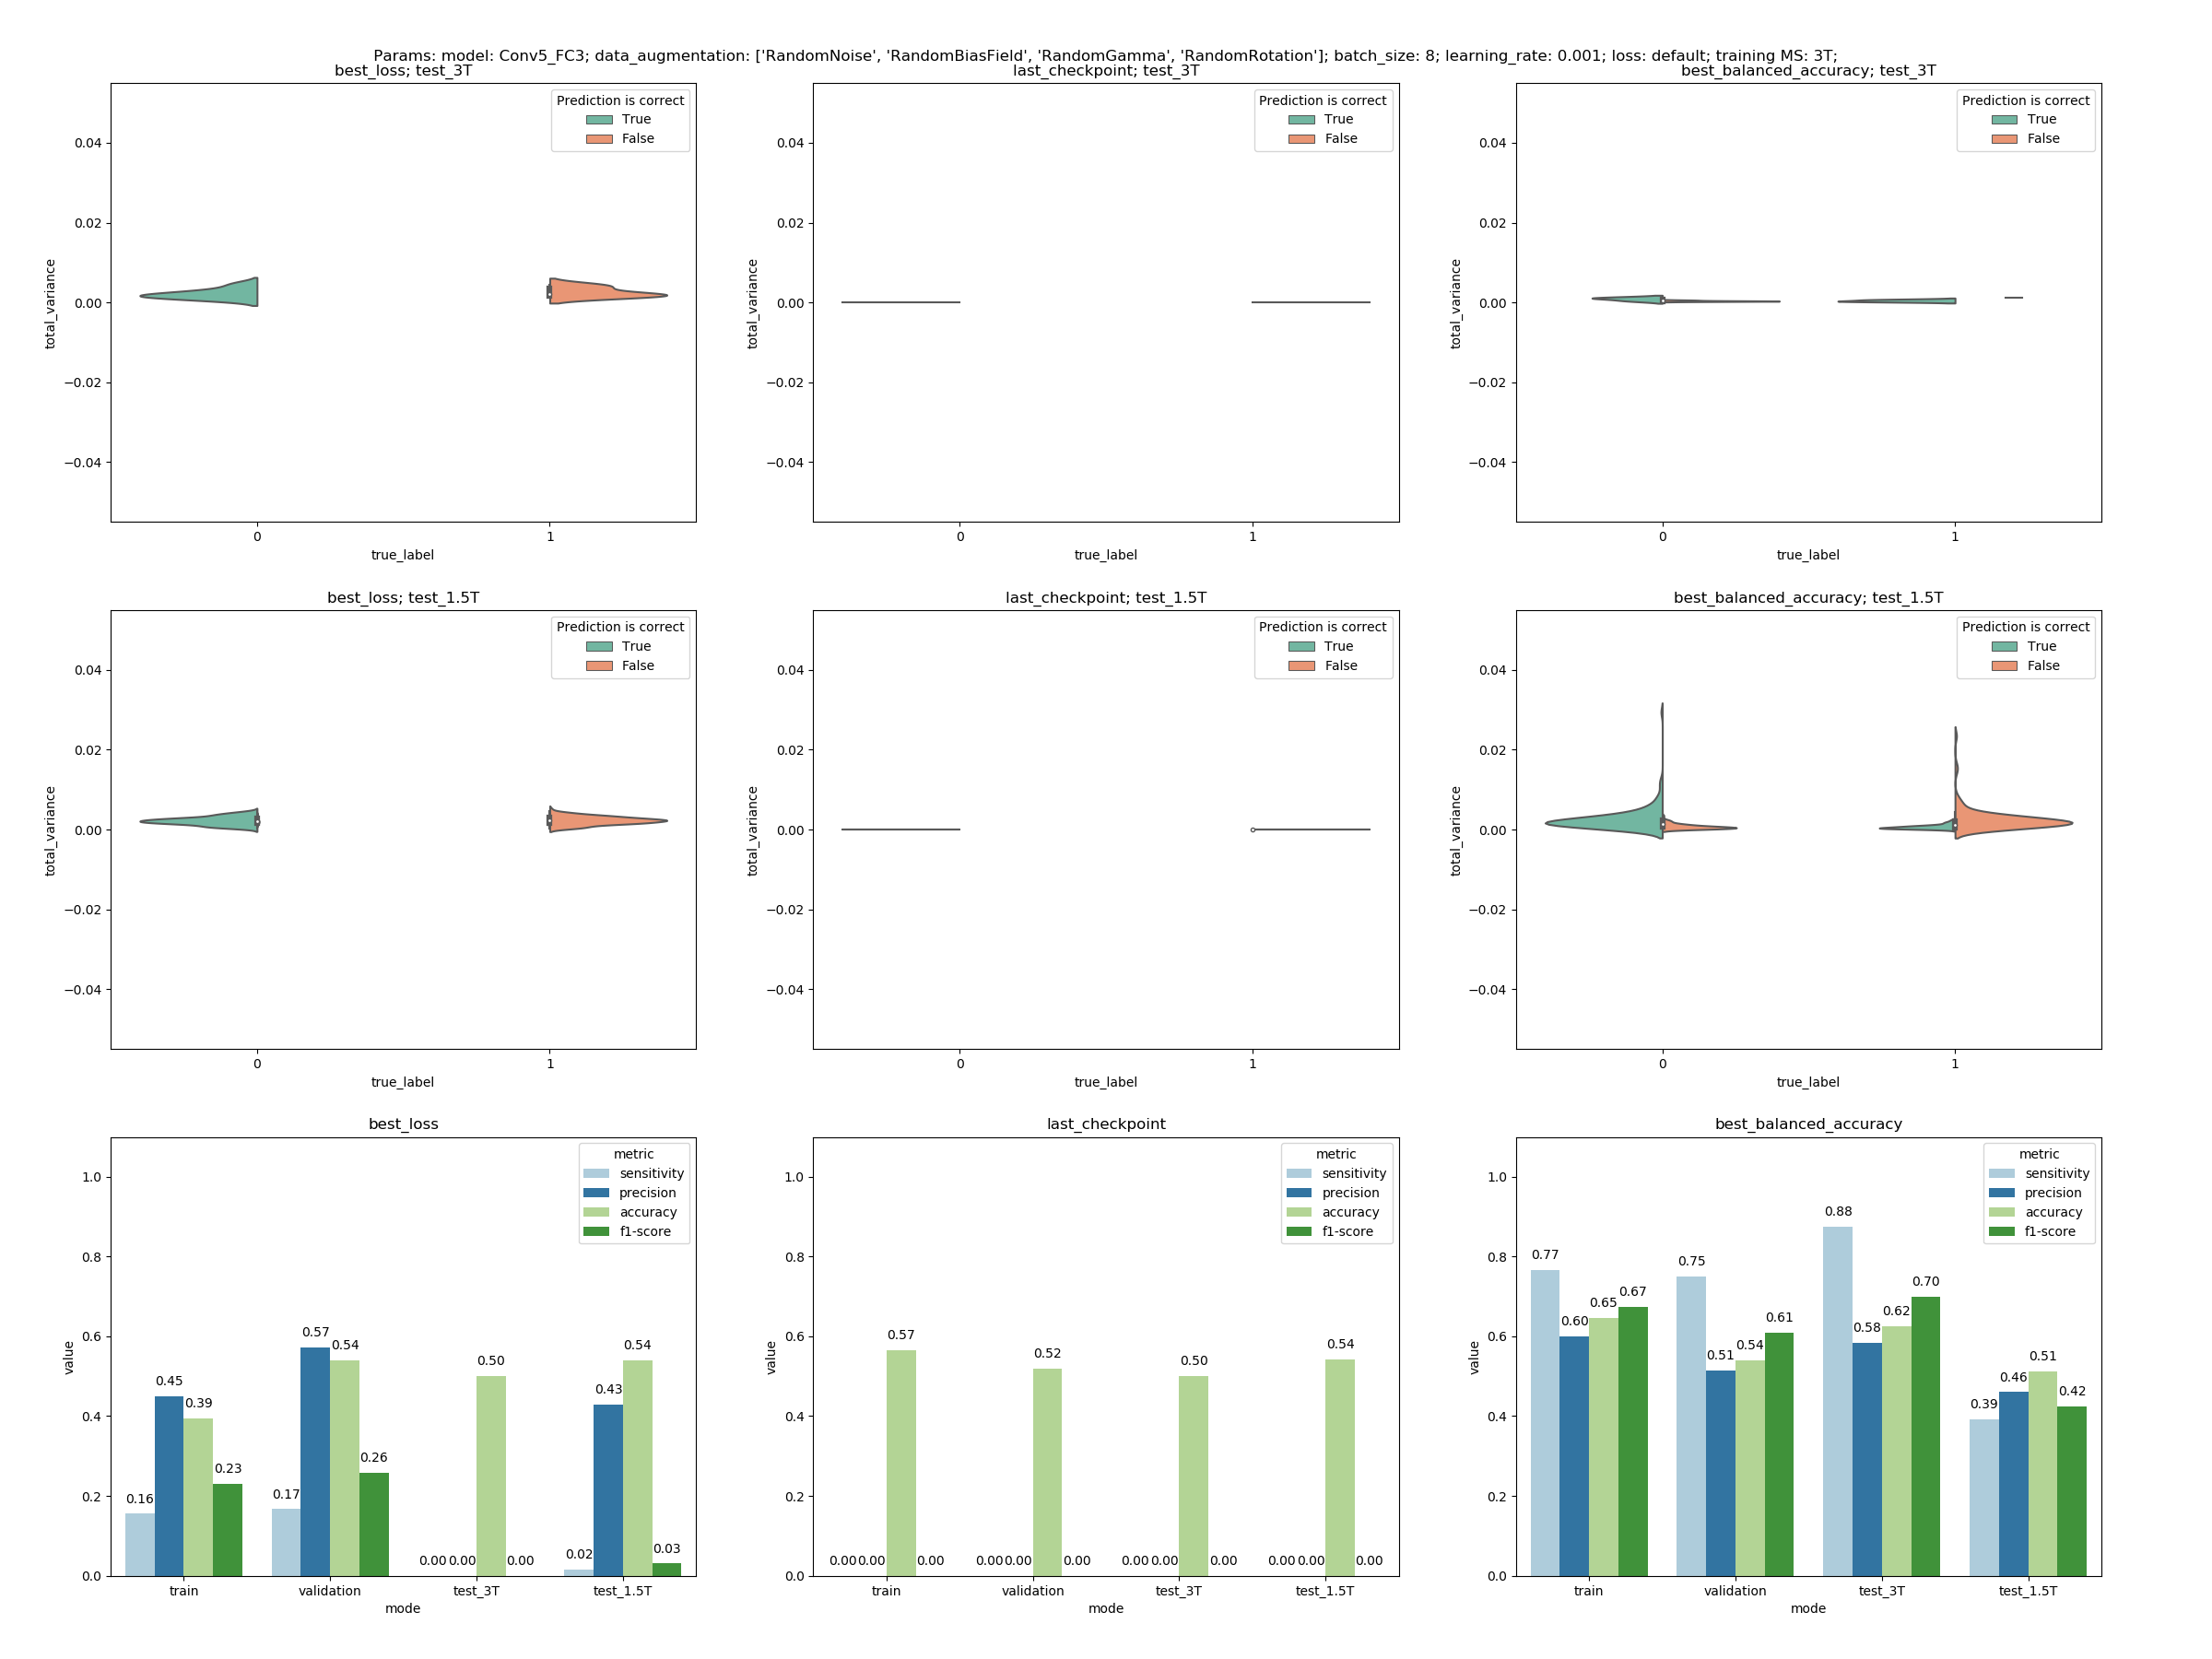 Params: model: Conv5_FC3; data_augmentation: ['RandomNoise', 'RandomBiasField', 'RandomGamma', 'RandomRotation']; batch_size: 8; learning_rate: 0.001; loss: default; training MS: 3T;
best_loss; test_3T
Prediction is correct
True
False
0.04
0.02
0.00
−0.02
−0.04
total_variance
0 1
true_label
last_checkpoint; test_3T
Prediction is correct
True
False
0.04
0.02
0.00
−0.02
−0.04
total_variance
0 1
true_label
best_balanced_accuracy; test_3T
Prediction is correct
True
False
0.04
0.02
0.00
−0.02
−0.04
total_variance
0 1
true_label
best_loss; test_1.5T
Prediction is correct
True
False
0.04
0.02
0.00
−0.02
−0.04
total_variance
0 1
true_label
last_checkpoint; test_1.5T
Prediction is correct
True
False
0.04
0.02
0.00
−0.02
−0.04
total_variance
0 1
true_label
best_balanced_accuracy; test_1.5T
Prediction is correct
True
False
0.04
0.02
0.00
−0.02
−0.04
total_variance
0 1
true_label
best_loss
metric
sensitivity
precision
accuracy
f1-score
1.0
0.8
0.6
0.4
0.2
0.0
value
0.16 0.45 0.39 0.23
0.17 0.57 0.54 0.26
0.00 0.00 0.50 0.00
0.02 0.43 0.54 0.03
train validation test_3T test_1.5T
mode
last_checkpoint
metric
sensitivity
precision
accuracy
f1-score
1.0
0.8
0.6
0.4
0.2
0.0
value
0.00 0.00 0.57 0.00
0.00 0.00 0.52 0.00
0.00 0.00 0.50 0.00
0.00 0.00 0.54 0.00
train validation test_3T test_1.5T
mode
best_balanced_accuracy
metric
sensitivity
precision
accuracy
f1-score
1.0
0.8
0.6
0.4
0.2
0.0
value
0.77 0.60 0.65 0.67
0.75 0.51 0.54 0.61
0.88 0.58 0.62 0.70
0.39 0.46 0.51 0.42
train validation test_3T test_1.5T
mode